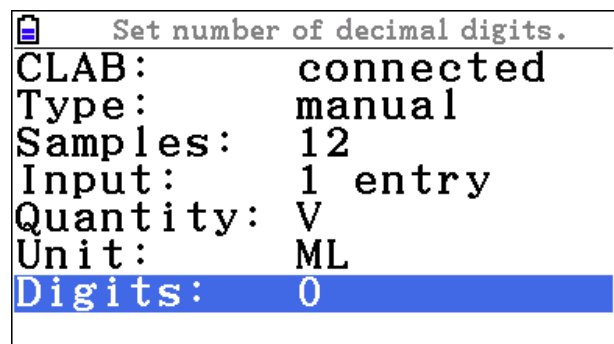 Set number of decimal digits.
CLAB: connected
Type: manual
Samples: 12
Input: 1 entry
Quantity: V
Unit: ML
Digits: 0